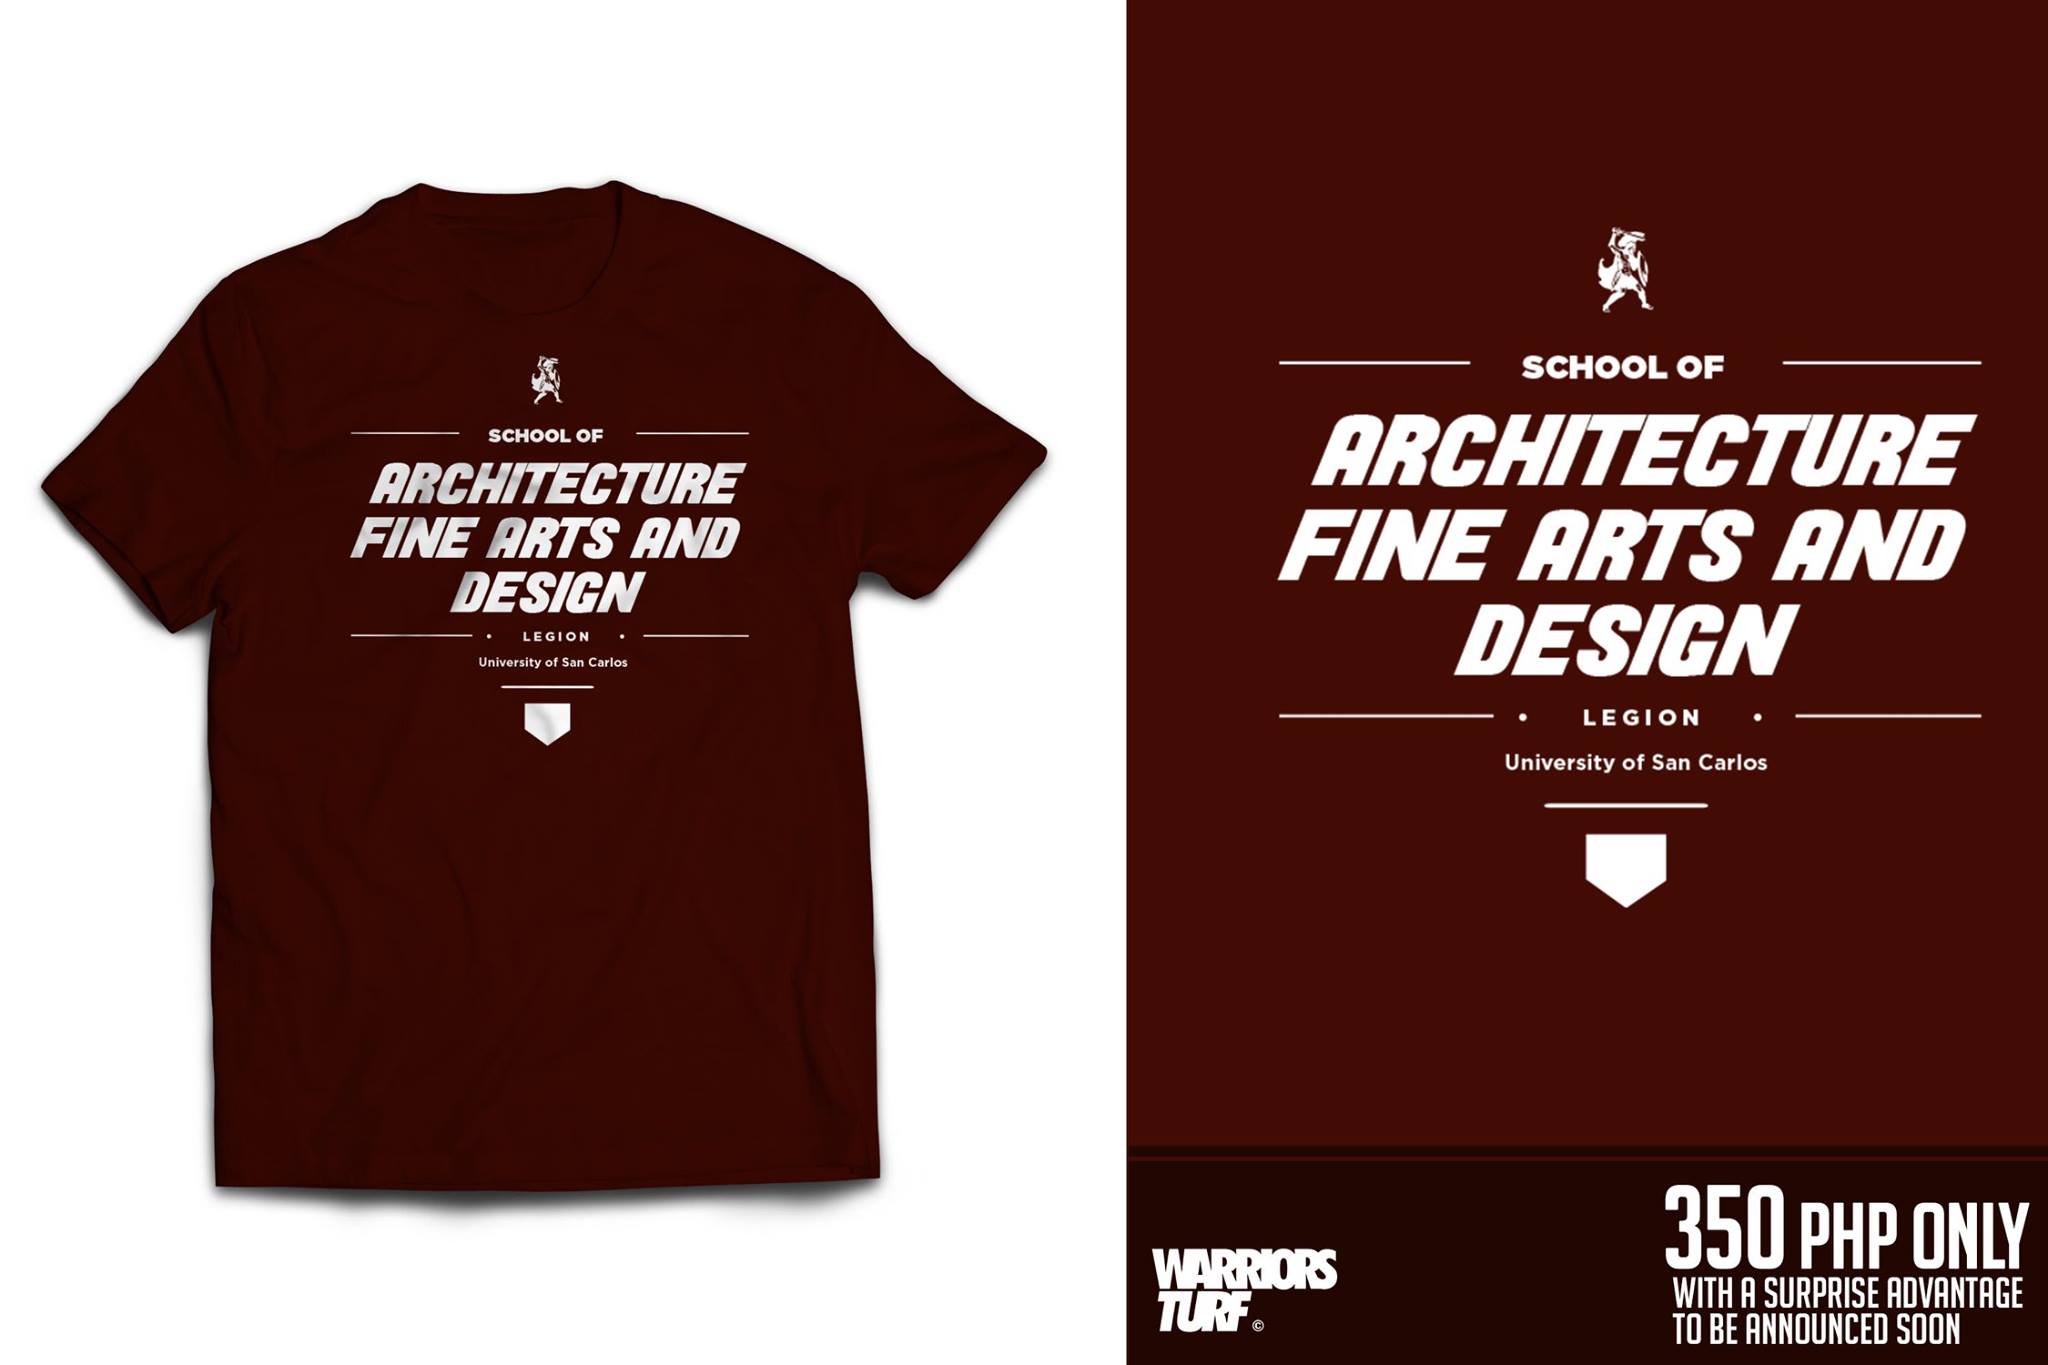 SCHOOL OF
ARCHITECTURE
FINE ARTS AND
DESIGN
LEGION
University of San Carlos
SCHOOL OF
ARCHITECTURE
FINE ARTS AND
DESIGN
• LEGION •
University of San Carlos
WARRIORS
TURF ©
350 PHP ONLY
WITH A SURPRISE ADVANTAGE
TO BE ANNOUNCED SOON